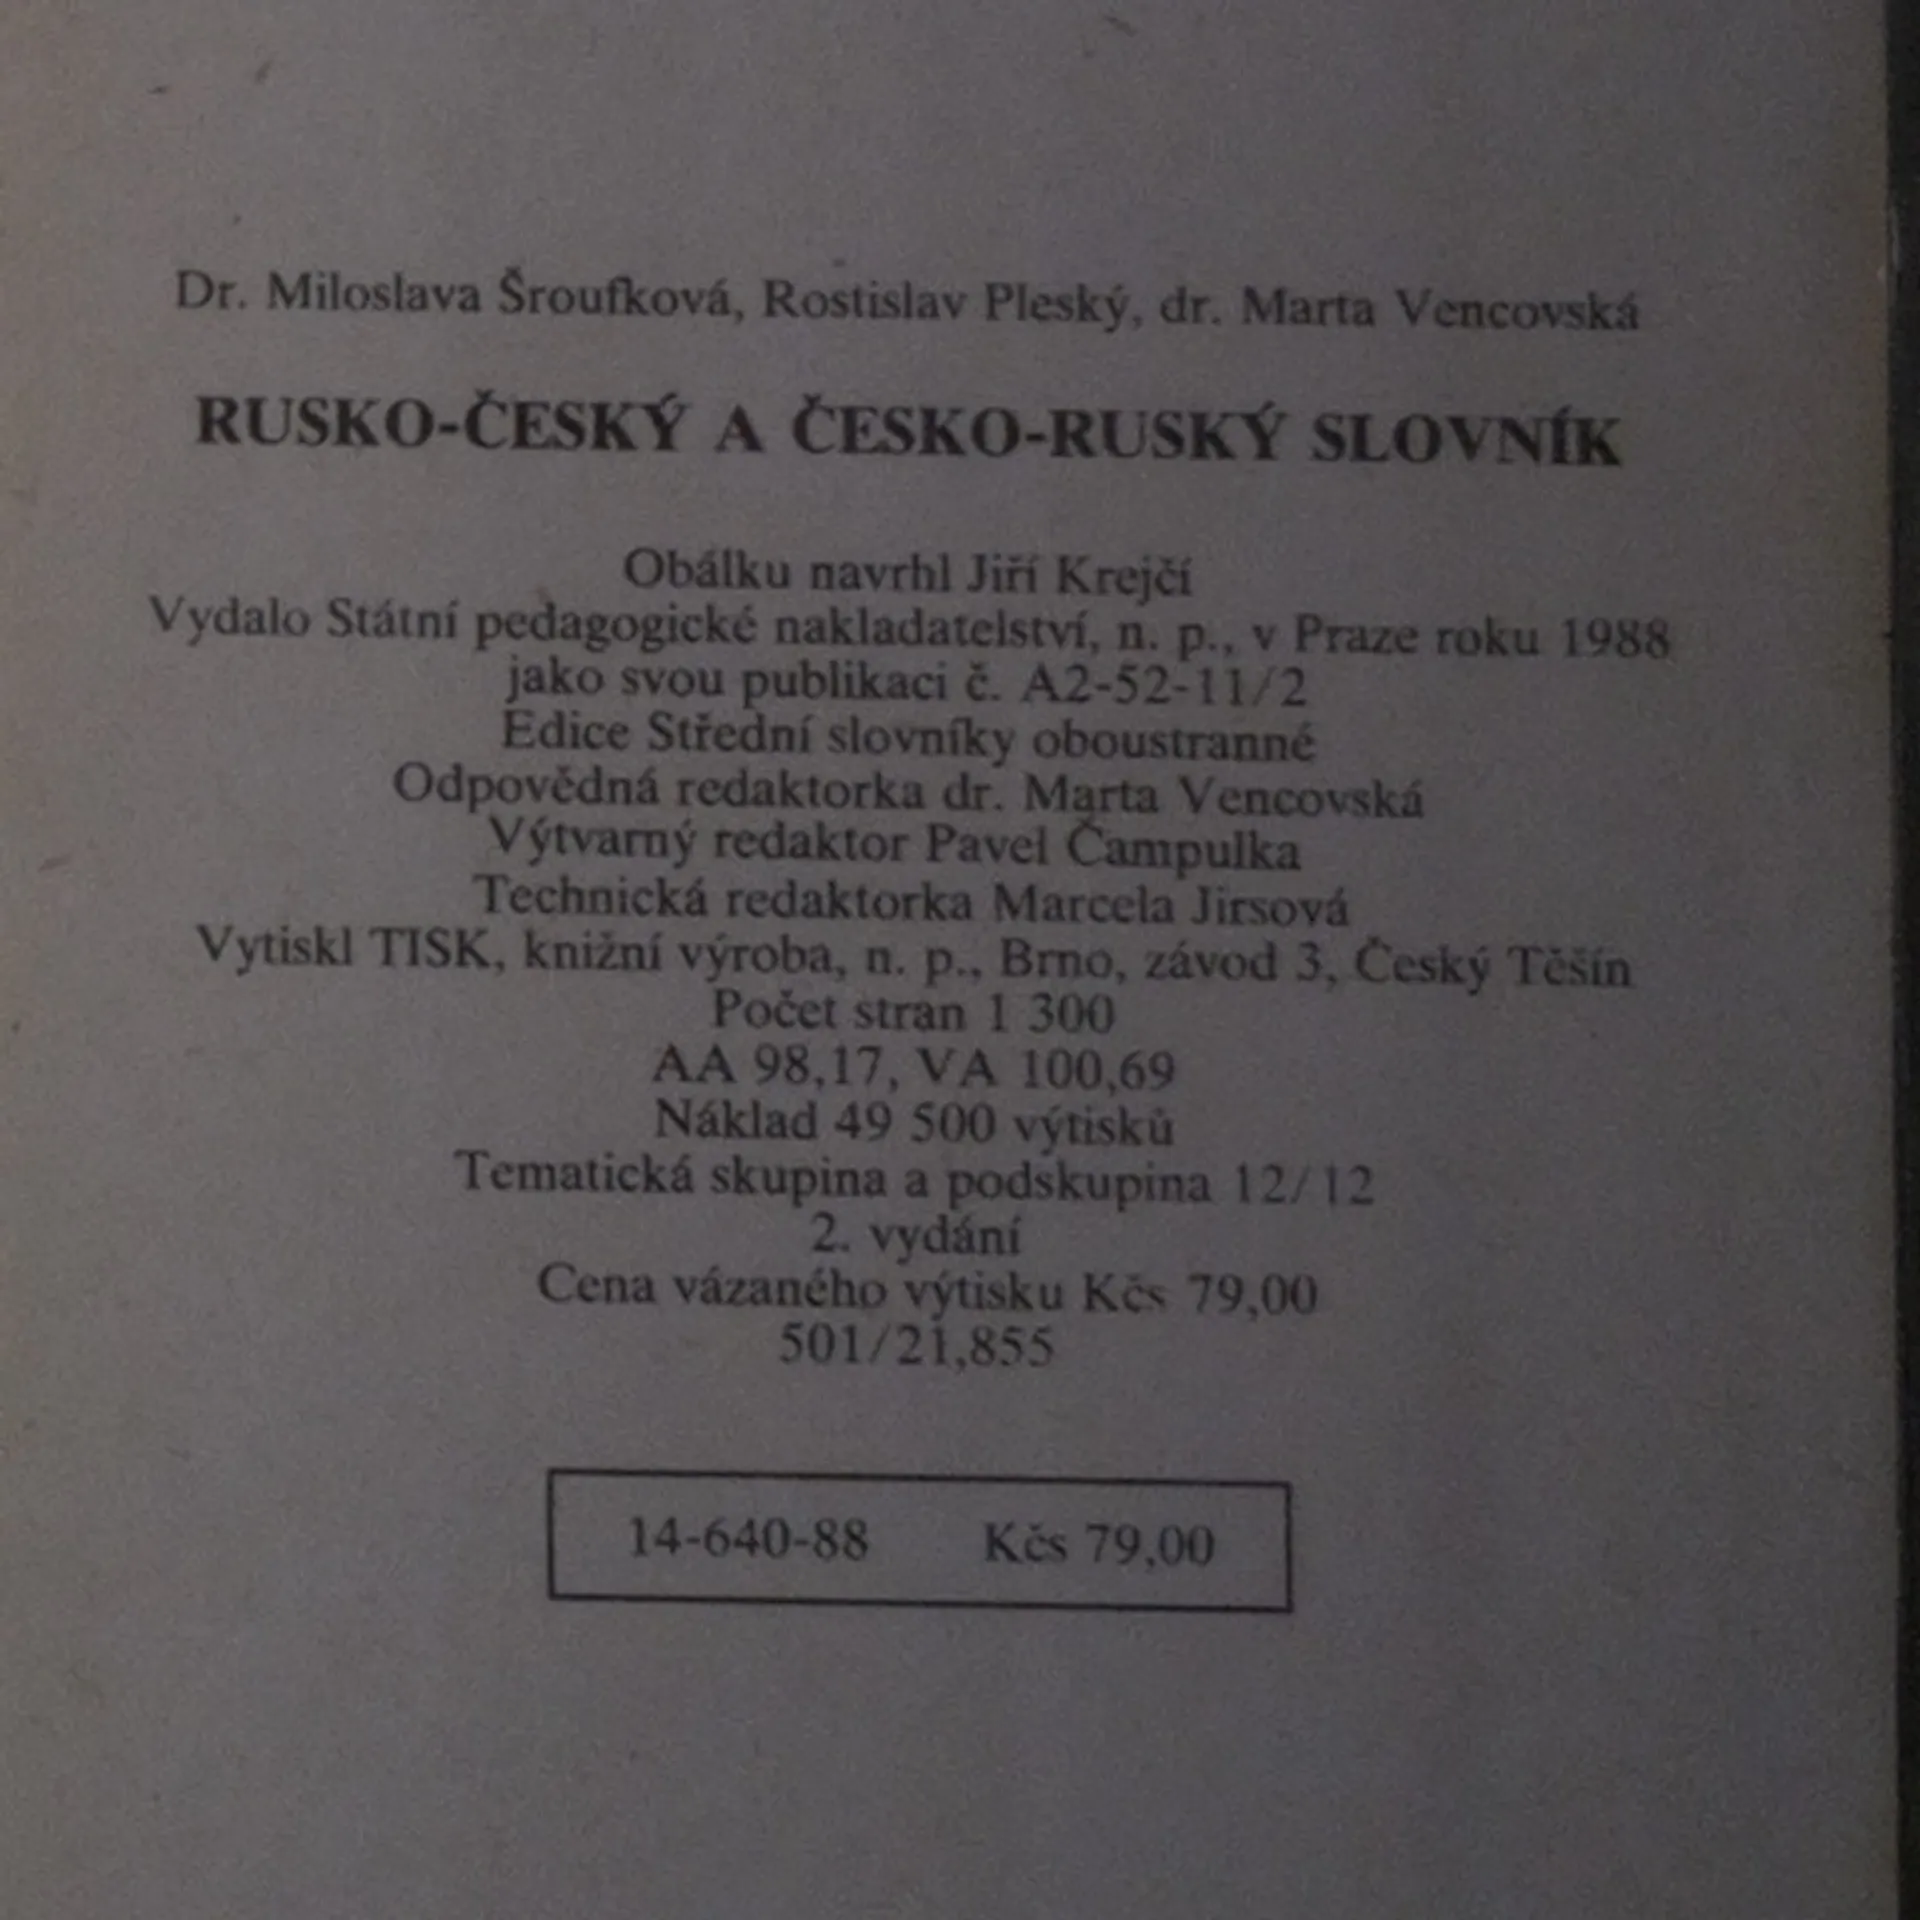 Dr. Miloslava Šroufková, Rostislav Pleský, dr. Marta Vencovská
RUSKO-ČESKÝ A ČESKO-RUSKÝ SLOVNÍK
Obálku navrhl Jiří Krejčí
Vydalo Státní pedagogické nakladatelství, n. p., v Praze roku 1988
jako svou publikaci č. A2-52-11/2
Edice Střední slovníky oboustranné
Odpovědná redaktorka dr. Marta Vencovská
Výtvarný redaktor Pavel Čampulka
Technická redaktorka Marcela Jirsová
Vytiskl TISK, knižní výroba, n. p., Brno, závod 3, Český Těšín
Počet stran 1 300
AA 98,17, VA 100,69
Náklad 49 500 výtisků
Tematická skupina a podskupina 12/12
2. vydání
Cena vázaného výtisku Kčs 79,00
501/21,855
14-640-88 Kčs 79,00